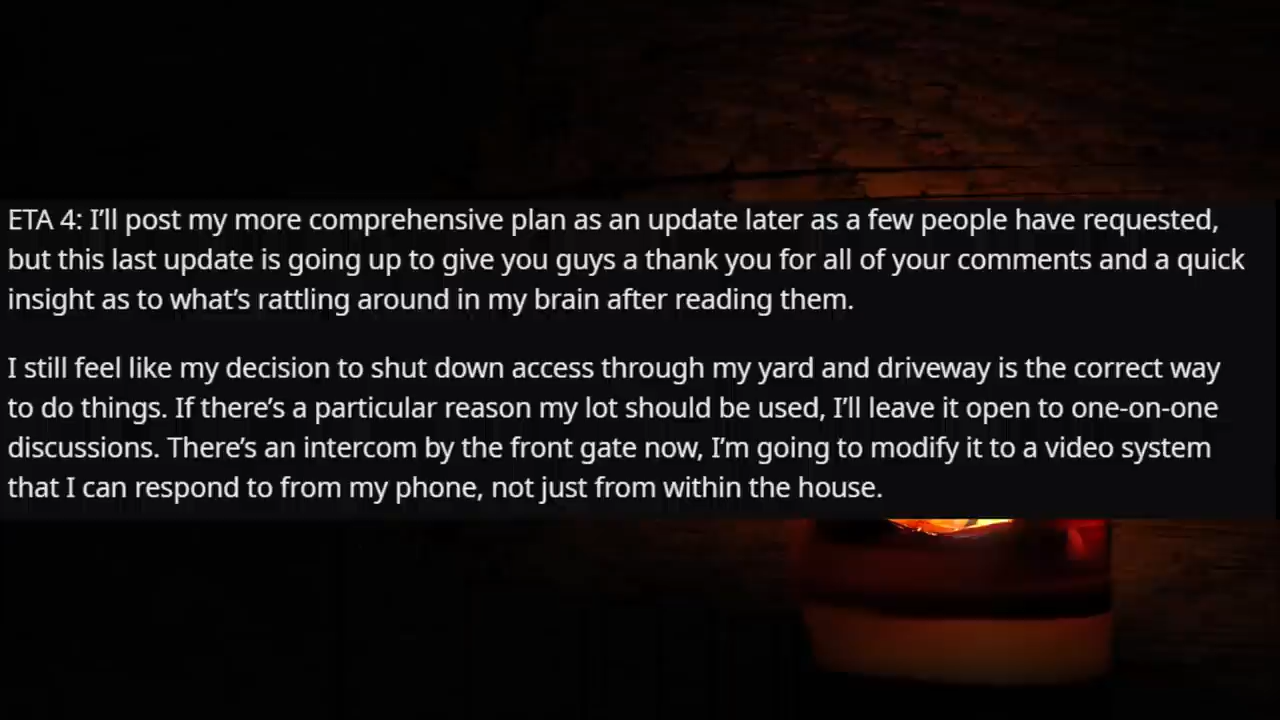 ETA 4: I’ll post my more comprehensive plan as an update later as a few people have requested,
but this last update is going up to give you guys a thank you for all of your comments and a quick
insight as to what’s rattling around in my brain after reading them.
I still feel like my decision to shut down access through my yard and driveway is the correct way
to do things. If there’s a particular reason my lot should be used, I’ll leave it open to one-on-one
discussions. There’s an intercom by the front gate now, I’m going to modify it to a video system
that I can respond to from my phone, not just from within the house.